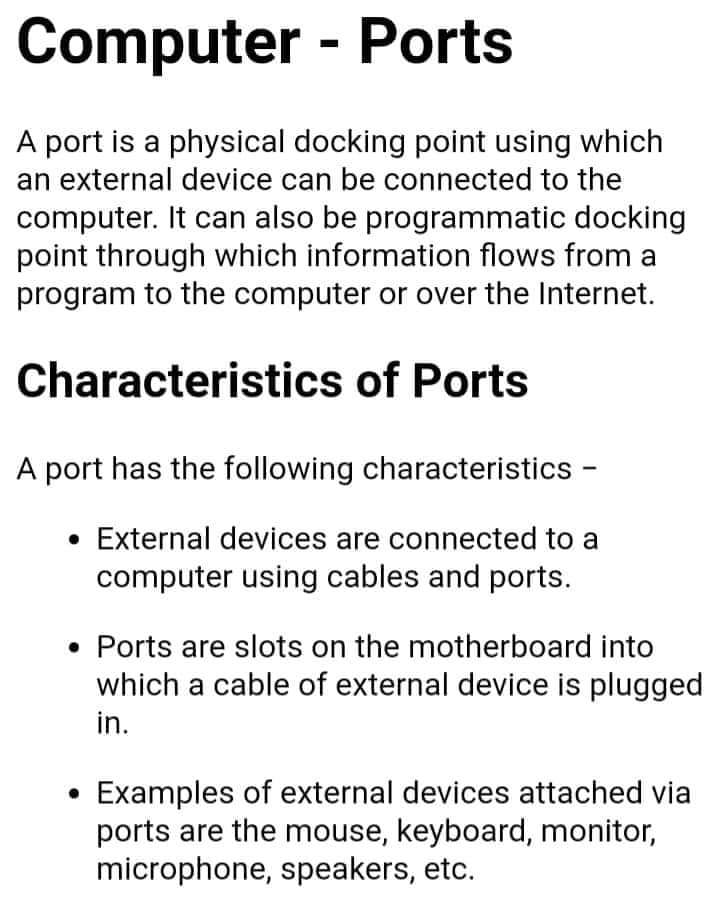 Computer - Ports
A port is a physical docking point using which
an external device can be connected to the
computer. It can also be programmatic docking
point through which information flows from a
program to the computer or over the Internet.
Characteristics of Ports
A port has the following characteristics −
• External devices are connected to a
computer using cables and ports.
• Ports are slots on the motherboard into
which a cable of external device is plugged
in.
• Examples of external devices attached via
ports are the mouse, keyboard, monitor,
microphone, speakers, etc.